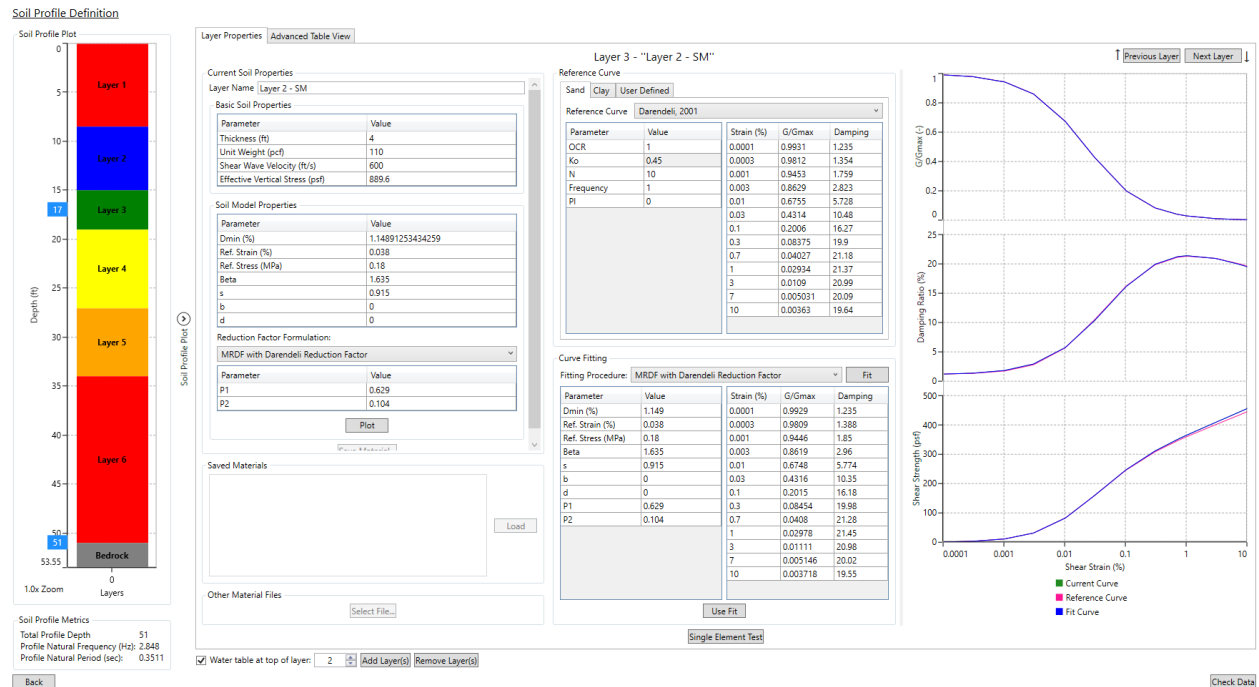 Soil Profile Definition
Soil Profile Plot
0
5
10
15
17
20
25
30
35
40
45
50
51
53.55
Depth (ft)
Layer 1
Layer 2
Layer 3
Layer 4
Layer 5
Layer 6
Bedrock
0
1.0x Zoom Layers
Soil Profile Metrics
Total Profile Depth 51
Profile Natural Frequency (Hz): 2.848
Profile Natural Period (sec): 0.3511
Back
Soil Profile Plot
Layer Properties Advanced Table View
Layer 3 - "Layer 2 - SM"
Previous Layer Next Layer
Current Soil Properties
Layer Name Layer 2 - SM
Basic Soil Properties
Parameter Value
Thickness (ft) 4
Unit Weight (pcf) 110
Shear Wave Velocity (ft/s) 600
Effective Vertical Stress (psf) 889.6
Soil Model Properties
Parameter Value
Dmin (%) 1.14891253434259
Ref. Strain (%) 0.038
Ref. Stress (MPa) 0.18
Beta 1.635
s 0.915
b 0
d 0
Reduction Factor Formulation:
MRDF with Darendeli Reduction Factor
Parameter Value
P1 0.629
P2 0.104
Plot
Save Material
Saved Materials
Load
Other Material Files
Select File...
Water table at top of layer: 2 Add Layer(s) Remove Layer(s)
Reference Curve
Sand Clay User Defined
Reference Curve Darendeli, 2001
Parameter Value
OCR 1
Ko 0.45
N 10
Frequency 1
PI 0
Strain (%) G/Gmax Damping
0.0001 0.9931 1.235
0.0003 0.9812 1.354
0.001 0.9453 1.759
0.003 0.8629 2.823
0.01 0.6755 5.728
0.03 0.4314 10.48
0.1 0.2006 16.27
0.3 0.08375 19.9
0.7 0.04027 21.18
1 0.02934 21.37
3 0.0109 20.99
7 0.005031 20.09
10 0.00363 19.64
Curve Fitting
Fitting Procedure: MRDF with Darendeli Reduction Factor Fit
Parameter Value
Dmin (%) 1.149
Ref. Strain (%) 0.038
Ref. Stress (MPa) 0.18
Beta 1.635
s 0.915
b 0
d 0
P1 0.629
P2 0.104
Strain (%) G/Gmax Damping
0.0001 0.9929 1.235
0.0003 0.9809 1.388
0.001 0.9446 1.85
0.003 0.8619 2.96
0.01 0.6748 5.774
0.03 0.4316 10.35
0.1 0.2015 16.18
0.3 0.08454 19.98
0.7 0.0408 21.28
1 0.02978 21.45
3 0.01111 20.98
7 0.005146 20.02
10 0.003718 19.55
Use Fit
Single Element Test
G/Gmax (-)
1
0.8
0.6
0.4
0.2
0
Damping Ratio (%)
25
20
15
10
5
0
Shear Strength (psf)
500
400
300
200
100
0
0.0001 0.001 0.01 0.1 1 10
Shear Strain (%)
Current Curve
Reference Curve
Fit Curve
Check Data